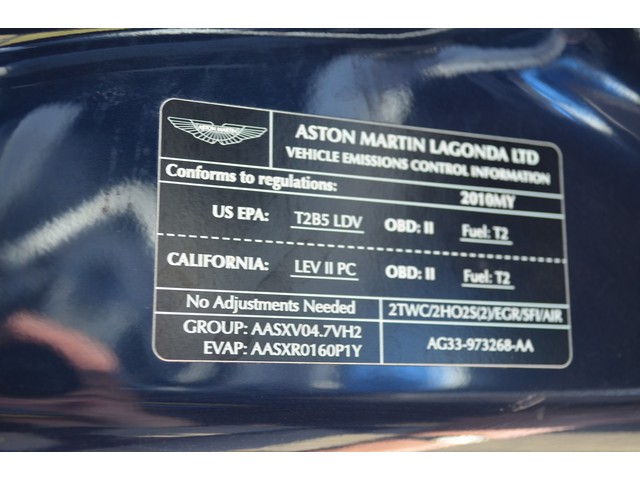 ASTON MARTIN
ASTON MARTIN LAGONDA LTD
VEHICLE EMISSIONS CONTROL INFORMATION
Conforms to regulations: 2010MY
US EPA: T2B5 LDV OBD: II Fuel: T2
CALIFORNIA: LEV II PC OBD: II Fuel: T2
No Adjustments Needed 2TWC/2HO2S(2)/EGR/SFI/AIR
GROUP: AASXV04.7VH2
EVAP: AASXR0160P1Y AG33-973268-AA